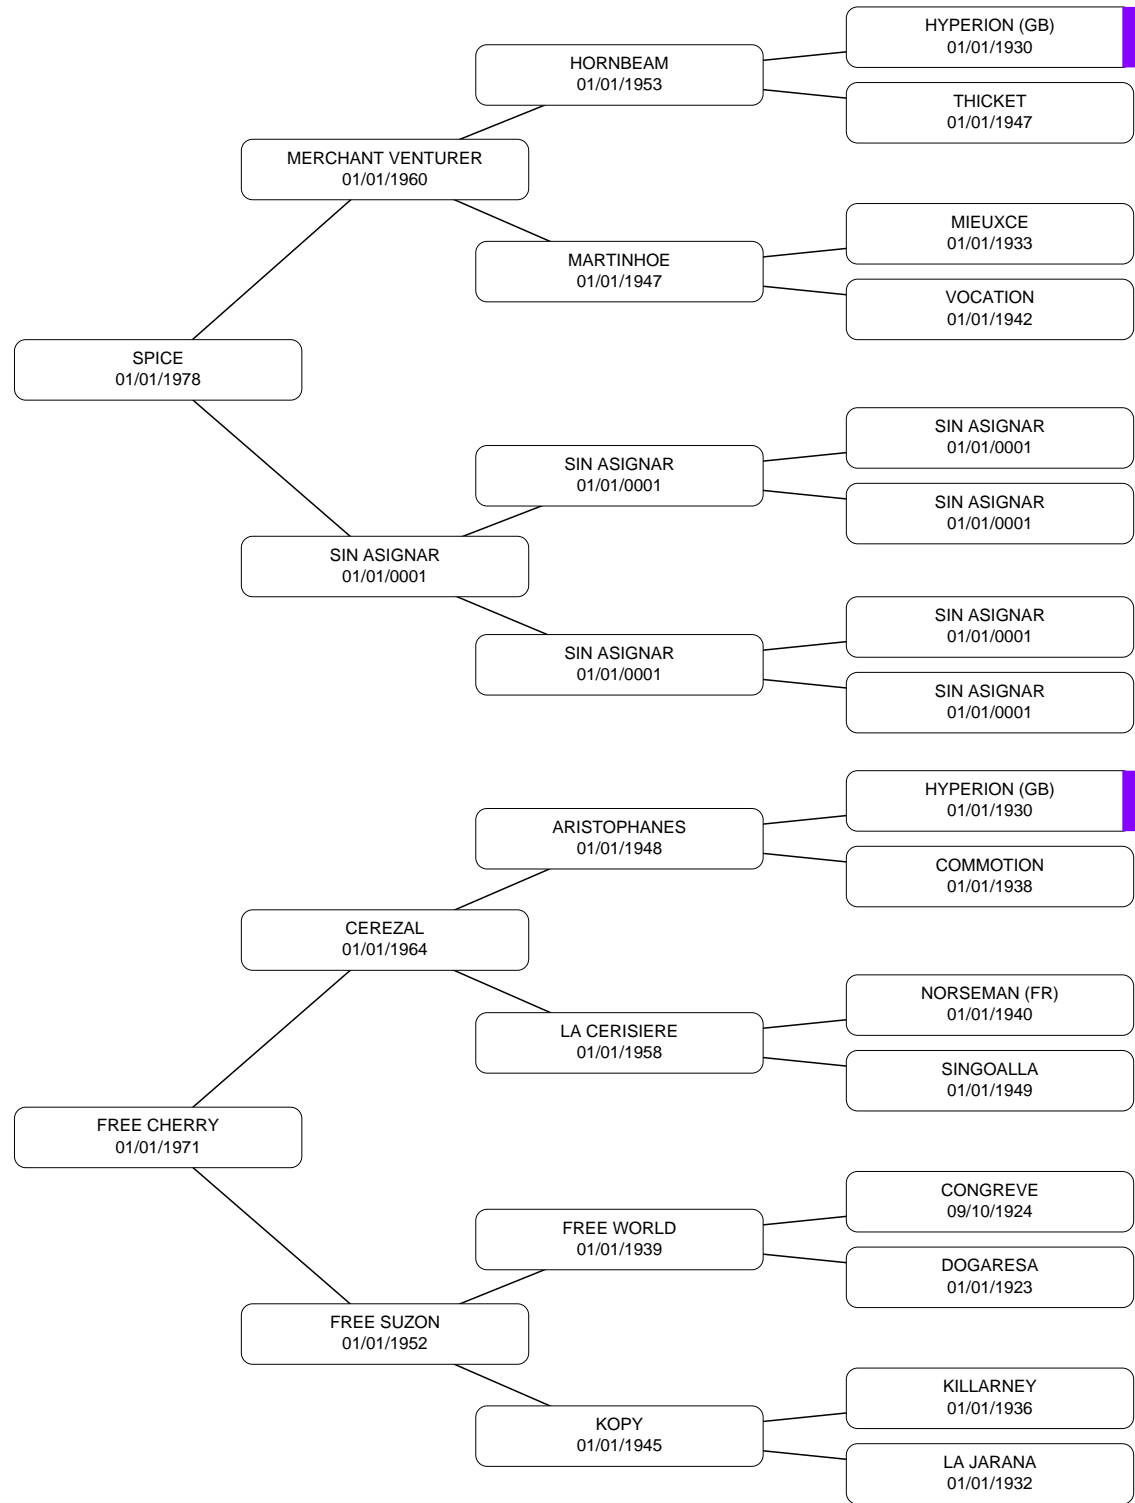 HYPERION (GB)
01/01/1930
HORNBEAM
01/01/1953
THICKET
01/01/1947
MERCHANT VENTURER
01/01/1960
MIEUXCE
01/01/1933
MARTINHOE
01/01/1947
VOCATION
01/01/1942
SPICE
01/01/1978
SIN ASIGNAR
01/01/0001
SIN ASIGNAR
01/01/0001
SIN ASIGNAR
01/01/0001
SIN ASIGNAR
01/01/0001
SIN ASIGNAR
01/01/0001
SIN ASIGNAR
01/01/0001
SIN ASIGNAR
01/01/0001
HYPERION (GB)
01/01/1930
ARISTOPHANES
01/01/1948
COMMOTION
01/01/1938
CEREZAL
01/01/1964
NORSEMAN (FR)
01/01/1940
LA CERISIERE
01/01/1958
SINGOALLA
01/01/1949
FREE CHERRY
01/01/1971
CONGREVE
09/10/1924
FREE WORLD
01/01/1939
DOGARESA
01/01/1923
FREE SUZON
01/01/1952
KILLARNEY
01/01/1936
KOPY
01/01/1945
LA JARANA
01/01/1932